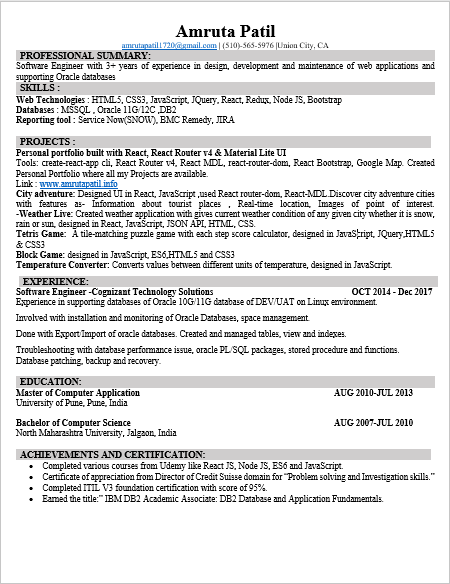 Amruta Patil
amrutapatil1720@gmail.com | (510)-565-5976 |Union City, CA
PROFESSIONAL SUMMARY:
Software Engineer with 3+ years of experience in design, development and maintenance of web applications and
supporting Oracle databases
SKILLS :
Web Technologies : HTML5, CSS3, JavaScript, JQuery, React, Redux, Node JS, Bootstrap
Databases : MSSQL , Oracle 11G/12C ,DB2
Reporting tool : Service Now(SNOW), BMC Remedy, JIRA
PROJECTS :
Personal portfolio built with React, React Router v4 & Material Lite UI
Tools: create-react-app cli, React Router v4, React MDL, react-router-dom, React Bootstrap, Google Map. Created
Personal Portfolio where all my Projects are Available.
Link : www.amrutapatil.info
City adventure: Designed UI in React, JavaScript ,used React router-dom, React-MDL.Discover city adventure cities
with features as- Information about tourist places , Real-time location, Images of point of interest.
-Weather Live: Created weather application with gives current weather condition of any given city whether it is snow,
rain or sun, designed in React, JavaScript, JSON API, HTML, CSS.
Tetris Game: A tile-matching puzzle game with each step score calculator, designed in JavaScript, JQuery,HTML5
& CSS3
Block Game: designed in JavaScript, ES6,HTML5 and CSS3
Temperature Converter: Converts values between different units of temperature, designed in JavaScript.
EXPERIENCE:
Software Engineer -Cognizant Technology Solutions OCT 2014 - Dec 2017
Experience in supporting databases of Oracle 10G/11G database of DEV/UAT on Linux environment.
Involved with installation and monitoring of Oracle Databases, space management.
Done with Export/Import of oracle databases. Created and managed tables, view and indexes.
Troubleshooting with database performance issue, oracle PL/SQL packages, stored procedure and functions.
Database patching, backup and recovery.
EDUCATION:
Master of Computer Application AUG 2010-JUL 2013
University of Pune, Pune, India
Bachelor of Computer Science AUG 2007-JUL 2010
North Maharashtra University, Jalgaon, India
ACHIEVEMENTS AND CERTIFICATION:
• Completed various courses from Udemy like React JS, Node JS, ES6 and JavaScript.
• Certificate of appreciation from Director of Credit Suisse domain for "Problem solving and Investigation skills."
• Completed ITIL V3 foundation certification with score of 95%.
• Earned the title:" IBM DB2 Academic Associate: DB2 Database and Application Fundamentals.